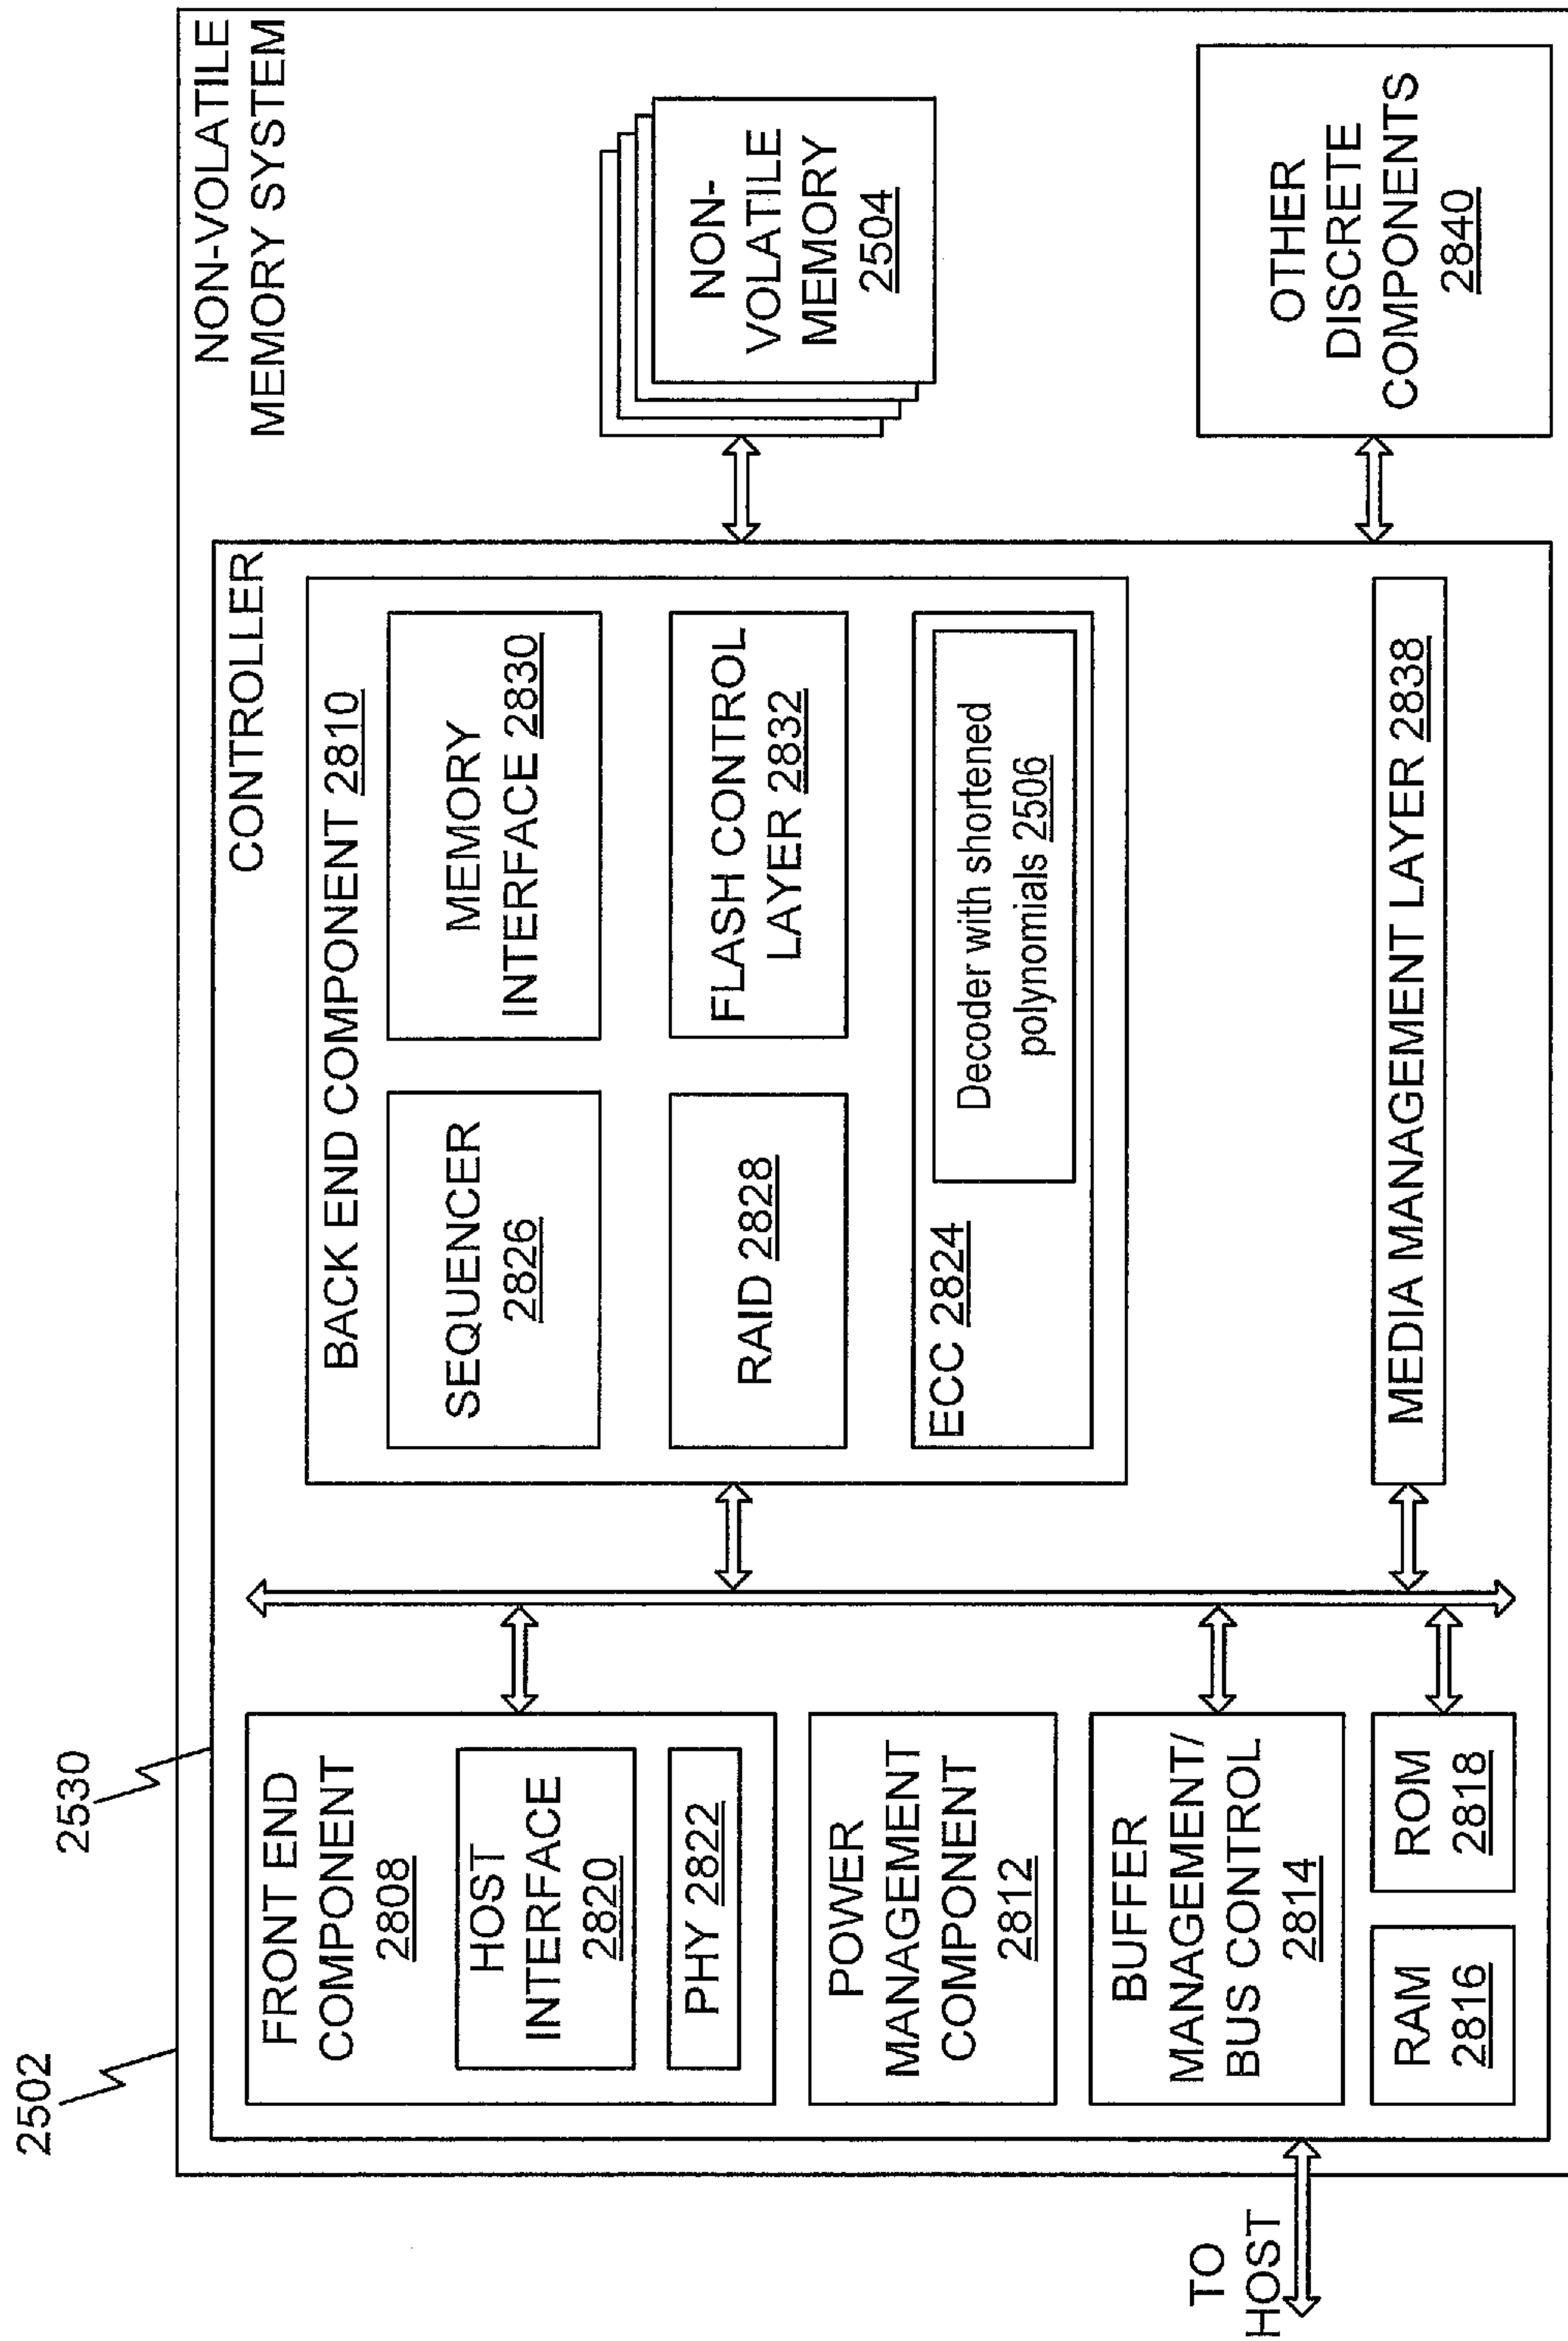 2502
2530
NON-VOLATILE
MEMORY SYSTEM
CONTROLLER
FRONT END
COMPONENT
2808
HOST
INTERFACE
2820
PHY 2822
POWER
MANAGEMENT
COMPONENT
2812
BUFFER
MANAGEMENT/
BUS CONTROL
2814
RAM
2816
ROM
2818
BACK END COMPONENT 2810
SEQUENCER
2826
MEMORY
INTERFACE 2830
RAID 2828
FLASH CONTROL
LAYER 2832
ECC 2824
Decoder with shortened
polynomials 2506
MEDIA MANAGEMENT LAYER 2838
NON-
VOLATILE
MEMORY
2504
OTHER
DISCRETE
COMPONENTS
2840
TO
HOST